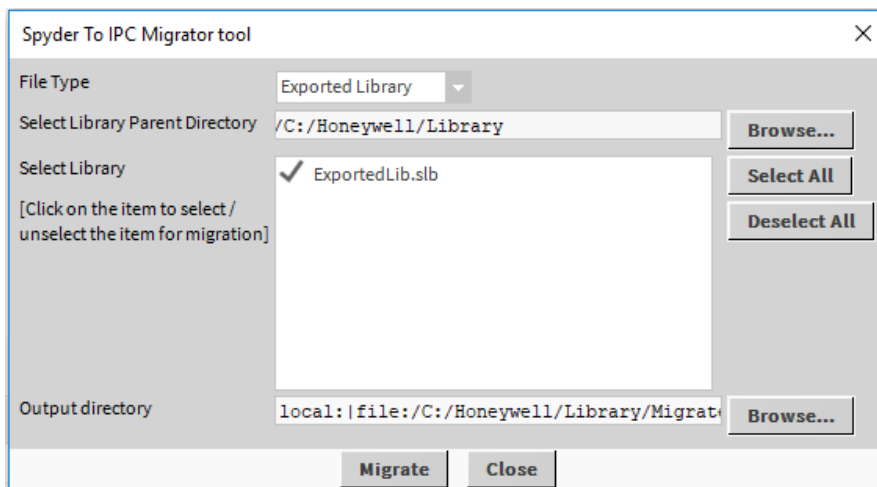 Spyder To IPC Migrator tool
File Type
Exported Library
Select Library Parent Directory
/C:/Honeywell/Library
Browse...
Select Library
ExportedLib.slb
Select All
[Click on the item to select /
unselect the item for migration]
Deselect All
Output directory
local:|file:/C:/Honeywell/Library/Migrate
Browse...
Migrate
Close